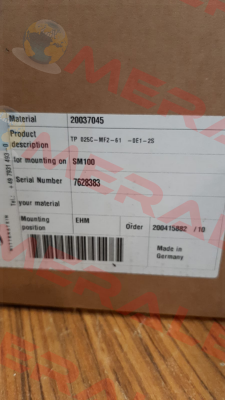 Material 20037045
Product description TP 025C-MF2-61 -0E1-2S
for mounting on SM100
Serial Number 7628383
your material
Mounting position EHM Order 200415882 /10
Made in Germany
MERAL